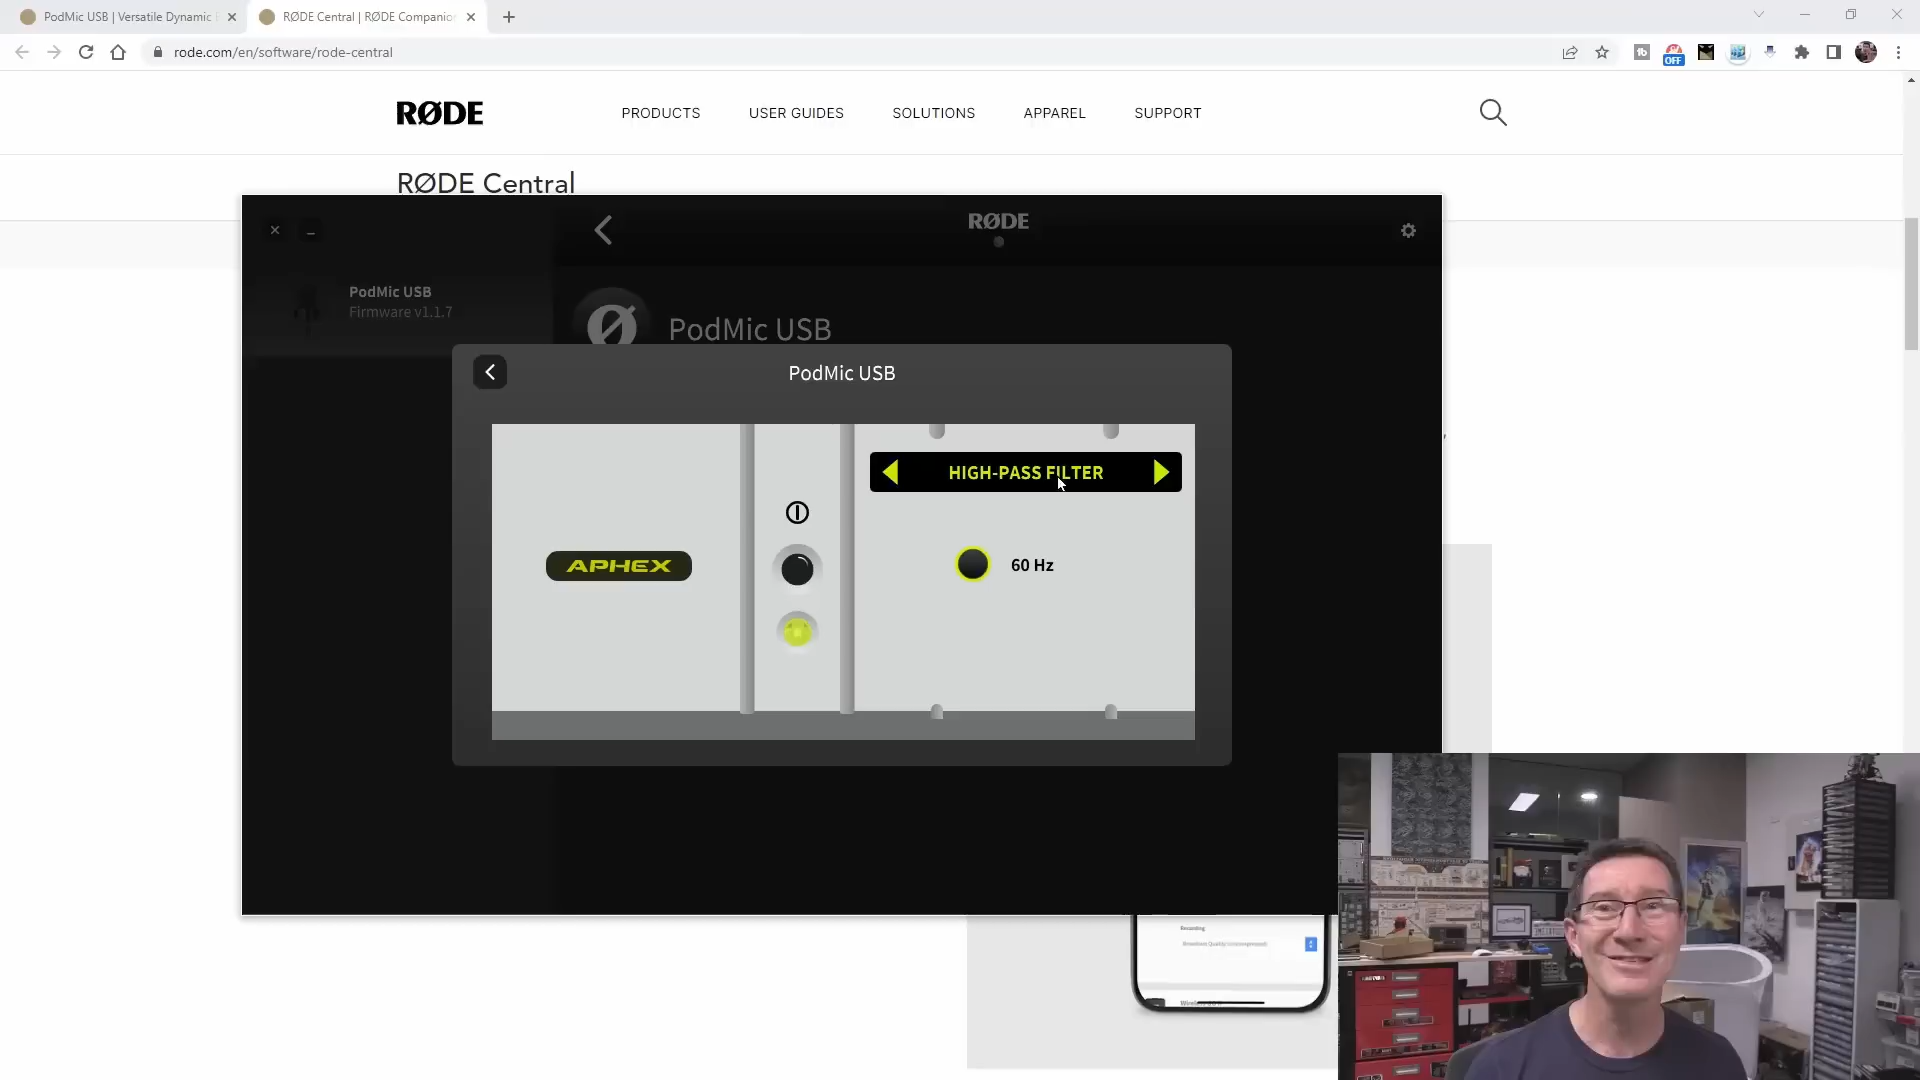 PodMic USB | Versatile Dynamic
RØDE Central | RØDE Companion
rode.com/en/software/rode-central
OFF
RØDE
PRODUCTS
USER GUIDES
SOLUTIONS
APPAREL
SUPPORT
RØDE Central
RØDE
PodMic USB
Firmware v1.1.7
PodMic USB
PodMic USB
HIGH-PASS FILTER
APHEX
60 Hz
Recording